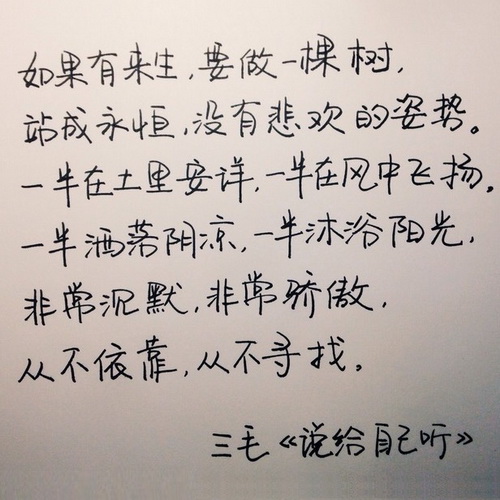 如果有来生,要做一棵树,
站成永恒,没有悲欢的姿势。
一半在土里安详,一半在风中飞扬。
一半洒落阴凉,一半沐浴阳光,
非常沉默,非常骄傲,
从不依靠,从不寻找。
三毛《说给自己听》